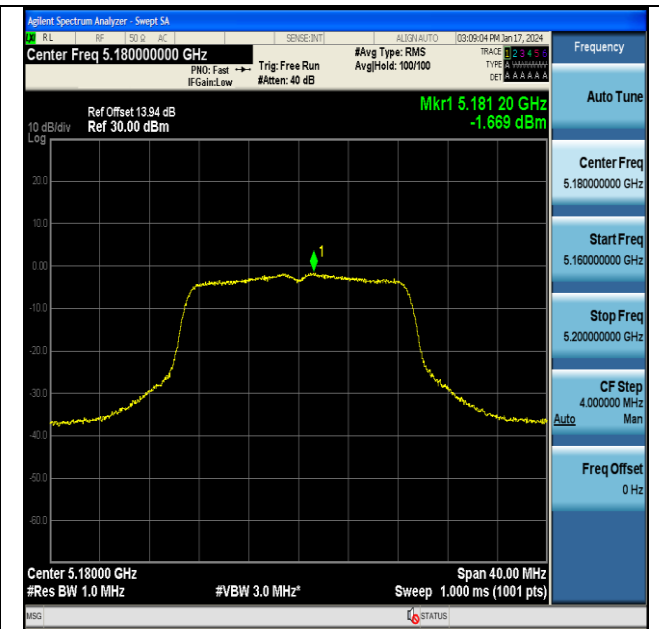 Agilent Spectrum Analyzer - Swept SA
RL RF 50 Ω AC SENSE:INT ALIGN AUTO 03:09:04 PM Jan 17, 2024
Center Freq 5.180000000 GHz
PNO: Fast
IFGain:Low
Trig: Free Run
#Atten: 40 dB
#Avg Type: RMS
Avg|Hold: 100/100
TRACE 1 2 3 4 5 6
TYPE A WWWWW
DET A A A A A A
Ref Offset 13.94 dB
10 dB/div Ref 30.00 dBm
Log
Mkr1 5.181 20 GHz
-1.669 dBm
20.0
10.0
0.00
-10.0
-20.0
-30.0
-40.0
-50.0
-60.0
1
Center 5.18000 GHz Span 40.00 MHz
#Res BW 1.0 MHz #VBW 3.0 MHz* Sweep 1.000 ms (1001 pts)
MSG STATUS
Frequency
Auto Tune
Center Freq
5.180000000 GHz
Start Freq
5.160000000 GHz
Stop Freq
5.200000000 GHz
CF Step
4.000000 MHz
Auto Man
Freq Offset
0 Hz